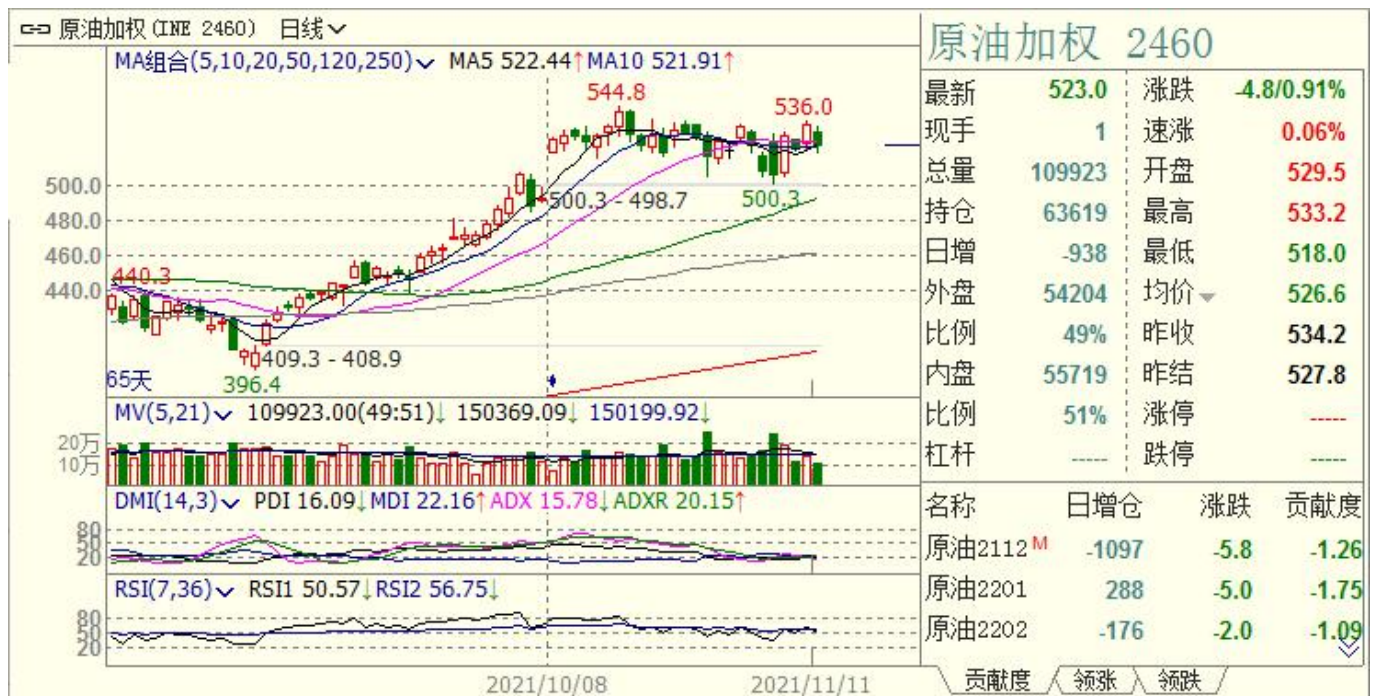 原油加权(INE 2460) 日线
MA组合(5,10,20,50,120,250) MA5 522.44↑MA10 521.91↑
544.8
536.0
500.0
500.3 - 498.7
500.3
480.0
460.0
440.3
440.0
409.3 - 408.9
65天
396.4
MV(5,21) 109923.00(49:51)↓ 150369.09↓ 150199.92↓
20万
10万
DMI(14,3) PDI 16.09↓MDI 22.16↑ADX 15.78↓ADXR 20.15↑
80
50
20
RSI(7,36) RSI1 50.57↓RSI2 56.75↓
80
50
20
2021/10/08 2021/11/11
原油加权 2460
最新 523.0 涨跌 -4.8/0.91%
现手 1 速涨 0.06%
总量 109923 开盘 529.5
持仓 63619 最高 533.2
日增 -938 最低 518.0
外盘 54204 均价 526.6
比例 49% 昨收 534.2
内盘 55719 昨结 527.8
比例 51% 涨停 -----
杠杆 ----- 跌停 -----
名称 日增仓 涨跌 贡献度
原油2112 M -1097 -5.8 -1.26
原油2201 288 -5.0 -1.75
原油2202 -176 -2.0 -1.09
贡献度 领涨 领跌